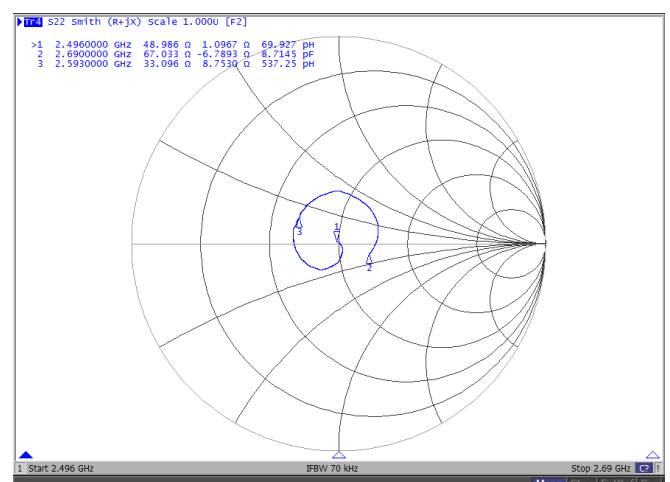 Tr4 S22 Smith (R+jX) Scale 1.000U [F2]
>1 2.4960000 GHz 48.986 Ω 1.0967 Ω 69.927 pH
2 2.6900000 GHz 67.033 Ω -6.7893 Ω 8.7145 pF
3 2.5930000 GHz 33.096 Ω 8.7530 Ω 537.25 pH
1
3
2
1 Start 2.496 GHz IFBW 70 kHz Stop 2.69 GHz C? !